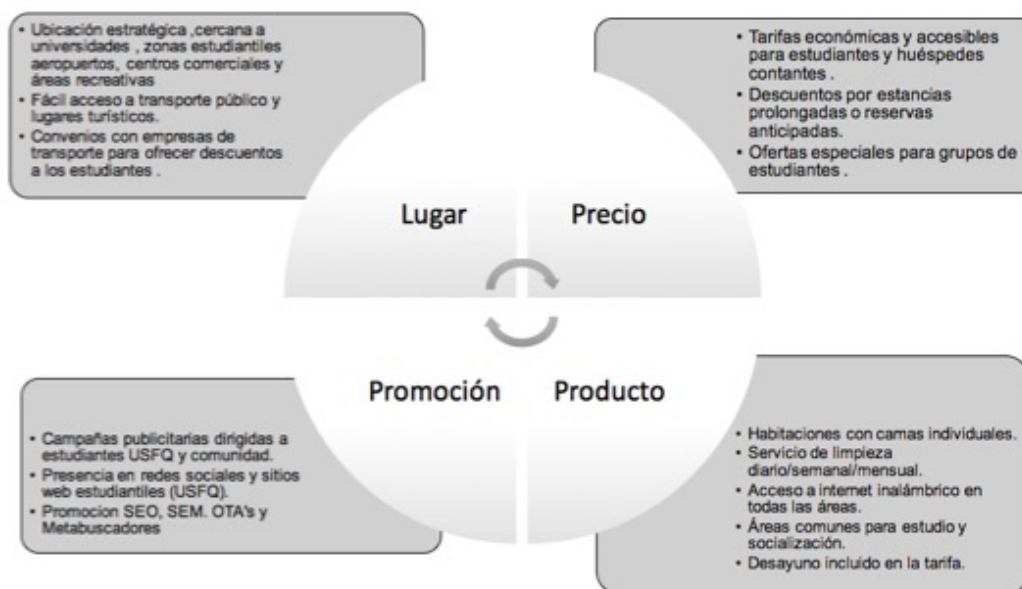 • Ubicación estratégica ,cercana a
universidades , zonas estudiantiles
aeropuertos, centros comerciales y
áreas recreativas
• Fácil acceso a transporte público y
lugares turísticos.
• Convenios con empresas de
transporte para ofrecer descuentos
a los estudiantes .
• Tarifas económicas y accesibles
para estudiantes y huéspedes
contantes .
• Descuentos por estancias
prolongadas o reservas
anticipadas.
• Ofertas especiales para grupos de
estudiantes .
Lugar
Precio
Promoción
Producto
• Campañas publicitarias dirigidas a
estudiantes USFQ y comunidad.
• Presencia en redes sociales y sitios
web estudiantiles (USFQ).
• Promocion SEO, SEM. OTA's y
Metabuscadores
• Habitaciones con camas individuales.
• Servicio de limpieza
diario/semanal/mensual.
• Acceso a internet inalámbrico en
todas las áreas.
• Áreas comunes para estudio y
socialización.
• Desayuno incluido en la tarifa.